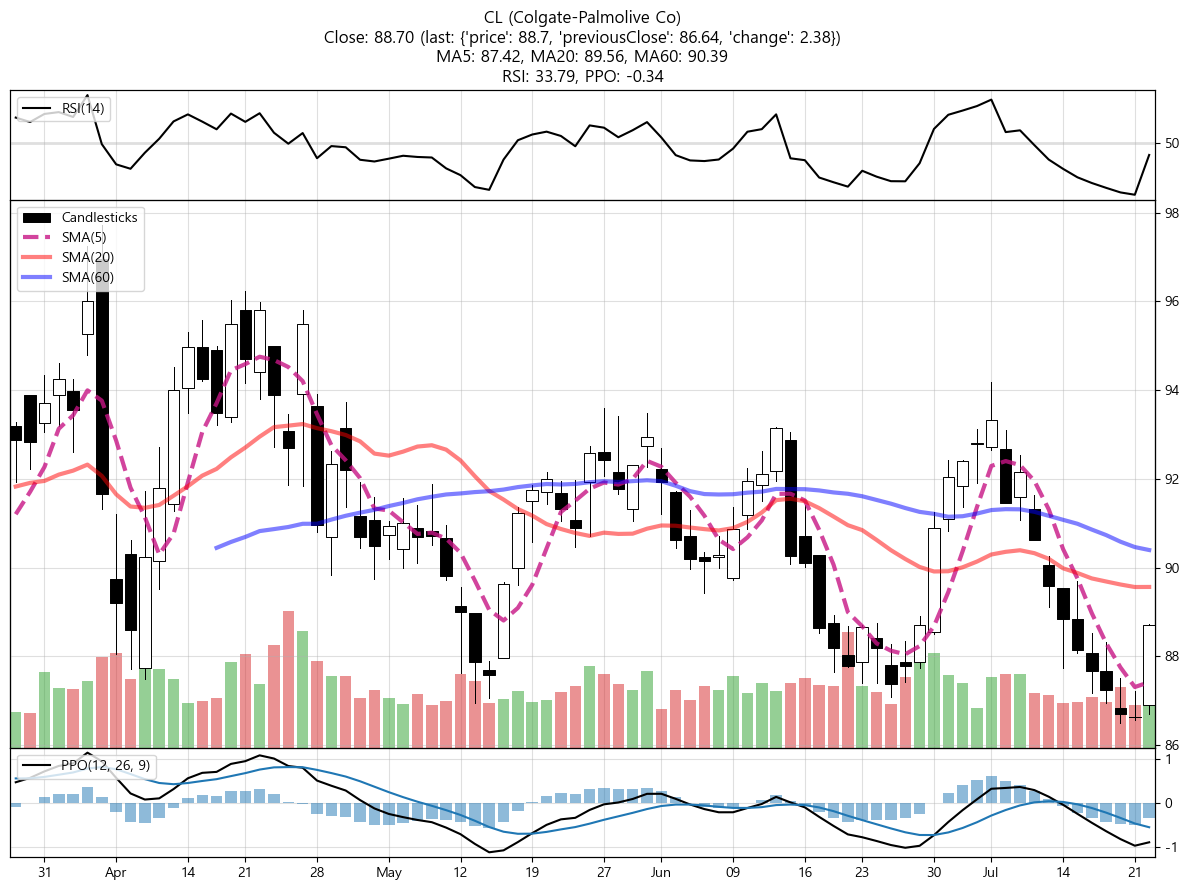 CL (Colgate-Palmolive Co)
Close: 88.70 (last: {'price': 88.7, 'previousClose': 86.64, 'change': 2.38})
MA5: 87.42, MA20: 89.56, MA60: 90.39
RSI: 33.79, PPO: -0.34
RSI(14)
50
Candlesticks
SMA(5)
SMA(20)
SMA(60)
98
96
94
92
90
88
86
PPO(12, 26, 9)
1
0
-1
31 Apr 14 21 28 May 12 19 27 Jun 09 16 23 30 Jul 14 21